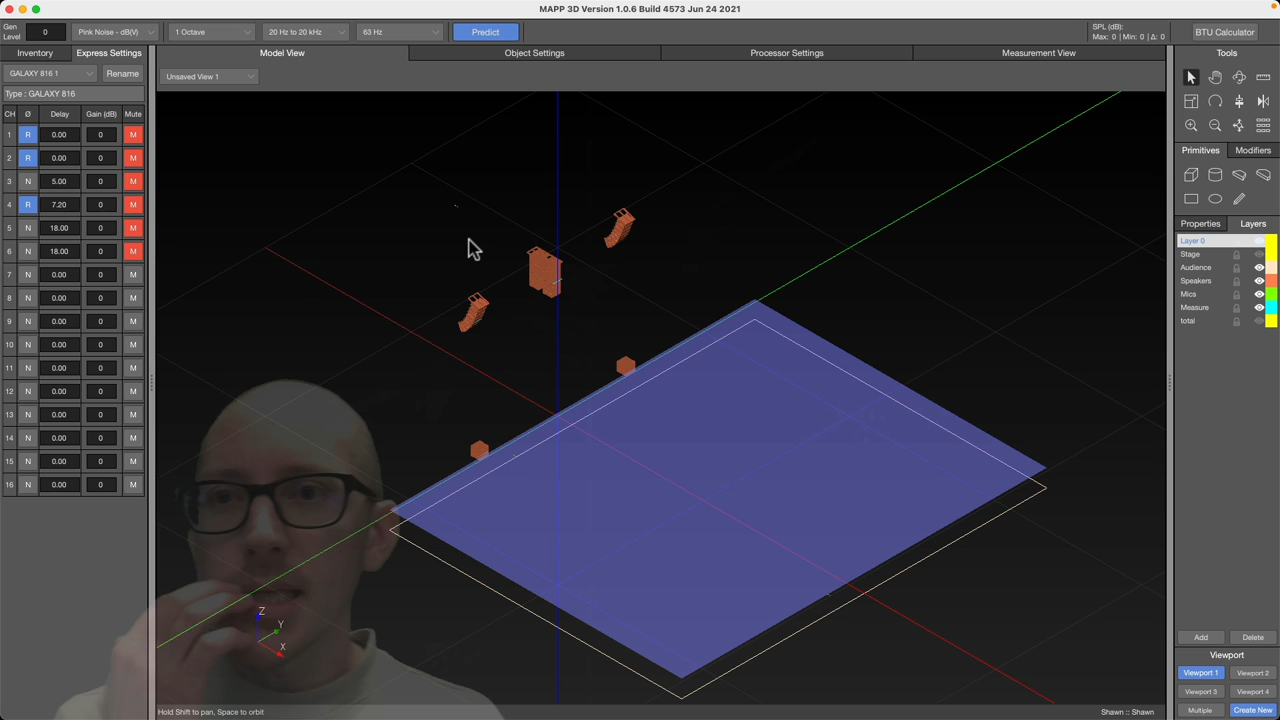 MAPP 3D Version 1.0.6 Build 4573 Jun 24 2021
Gen Level 0 Pink Noise - dB(V) 1 Octave 20 Hz to 20 kHz 63 Hz Predict SPL (dB): Max: 0 | Min: 0 | Δ: 0 BTU Calculator
Inventory Express Settings Model View Object Settings Processor Settings Measurement View Tools
GALAXY 816 1 Rename Unsaved View 1
Type : GALAXY 816
CH Ø Delay Gain (dB) Mute
1 R 0.00 0 M
2 R 0.00 0 M
3 N 5.00 0 M
4 R 7.20 0 M
5 N 18.00 0 M
6 N 18.00 0 M
7 N 0.00 0 M
8 N 0.00 0 M
9 N 0.00 0 M
10 N 0.00 0 M
11 N 0.00 0 M
12 N 0.00 0 M
13 N 0.00 0 M
14 N 0.00 0 M
15 N 0.00 0 M
16 N 0.00 0 M
Z
Y
X
Hold Shift to pan, Space to orbit
Shawn :: Shawn
Primitives Modifiers
Properties Layers
Layer 0
Stage
Audience
Speakers
Mics
Measure
total
Add Delete
Viewport
Viewport 1 Viewport 2
Viewport 3 Viewport 4
Multiple Create New